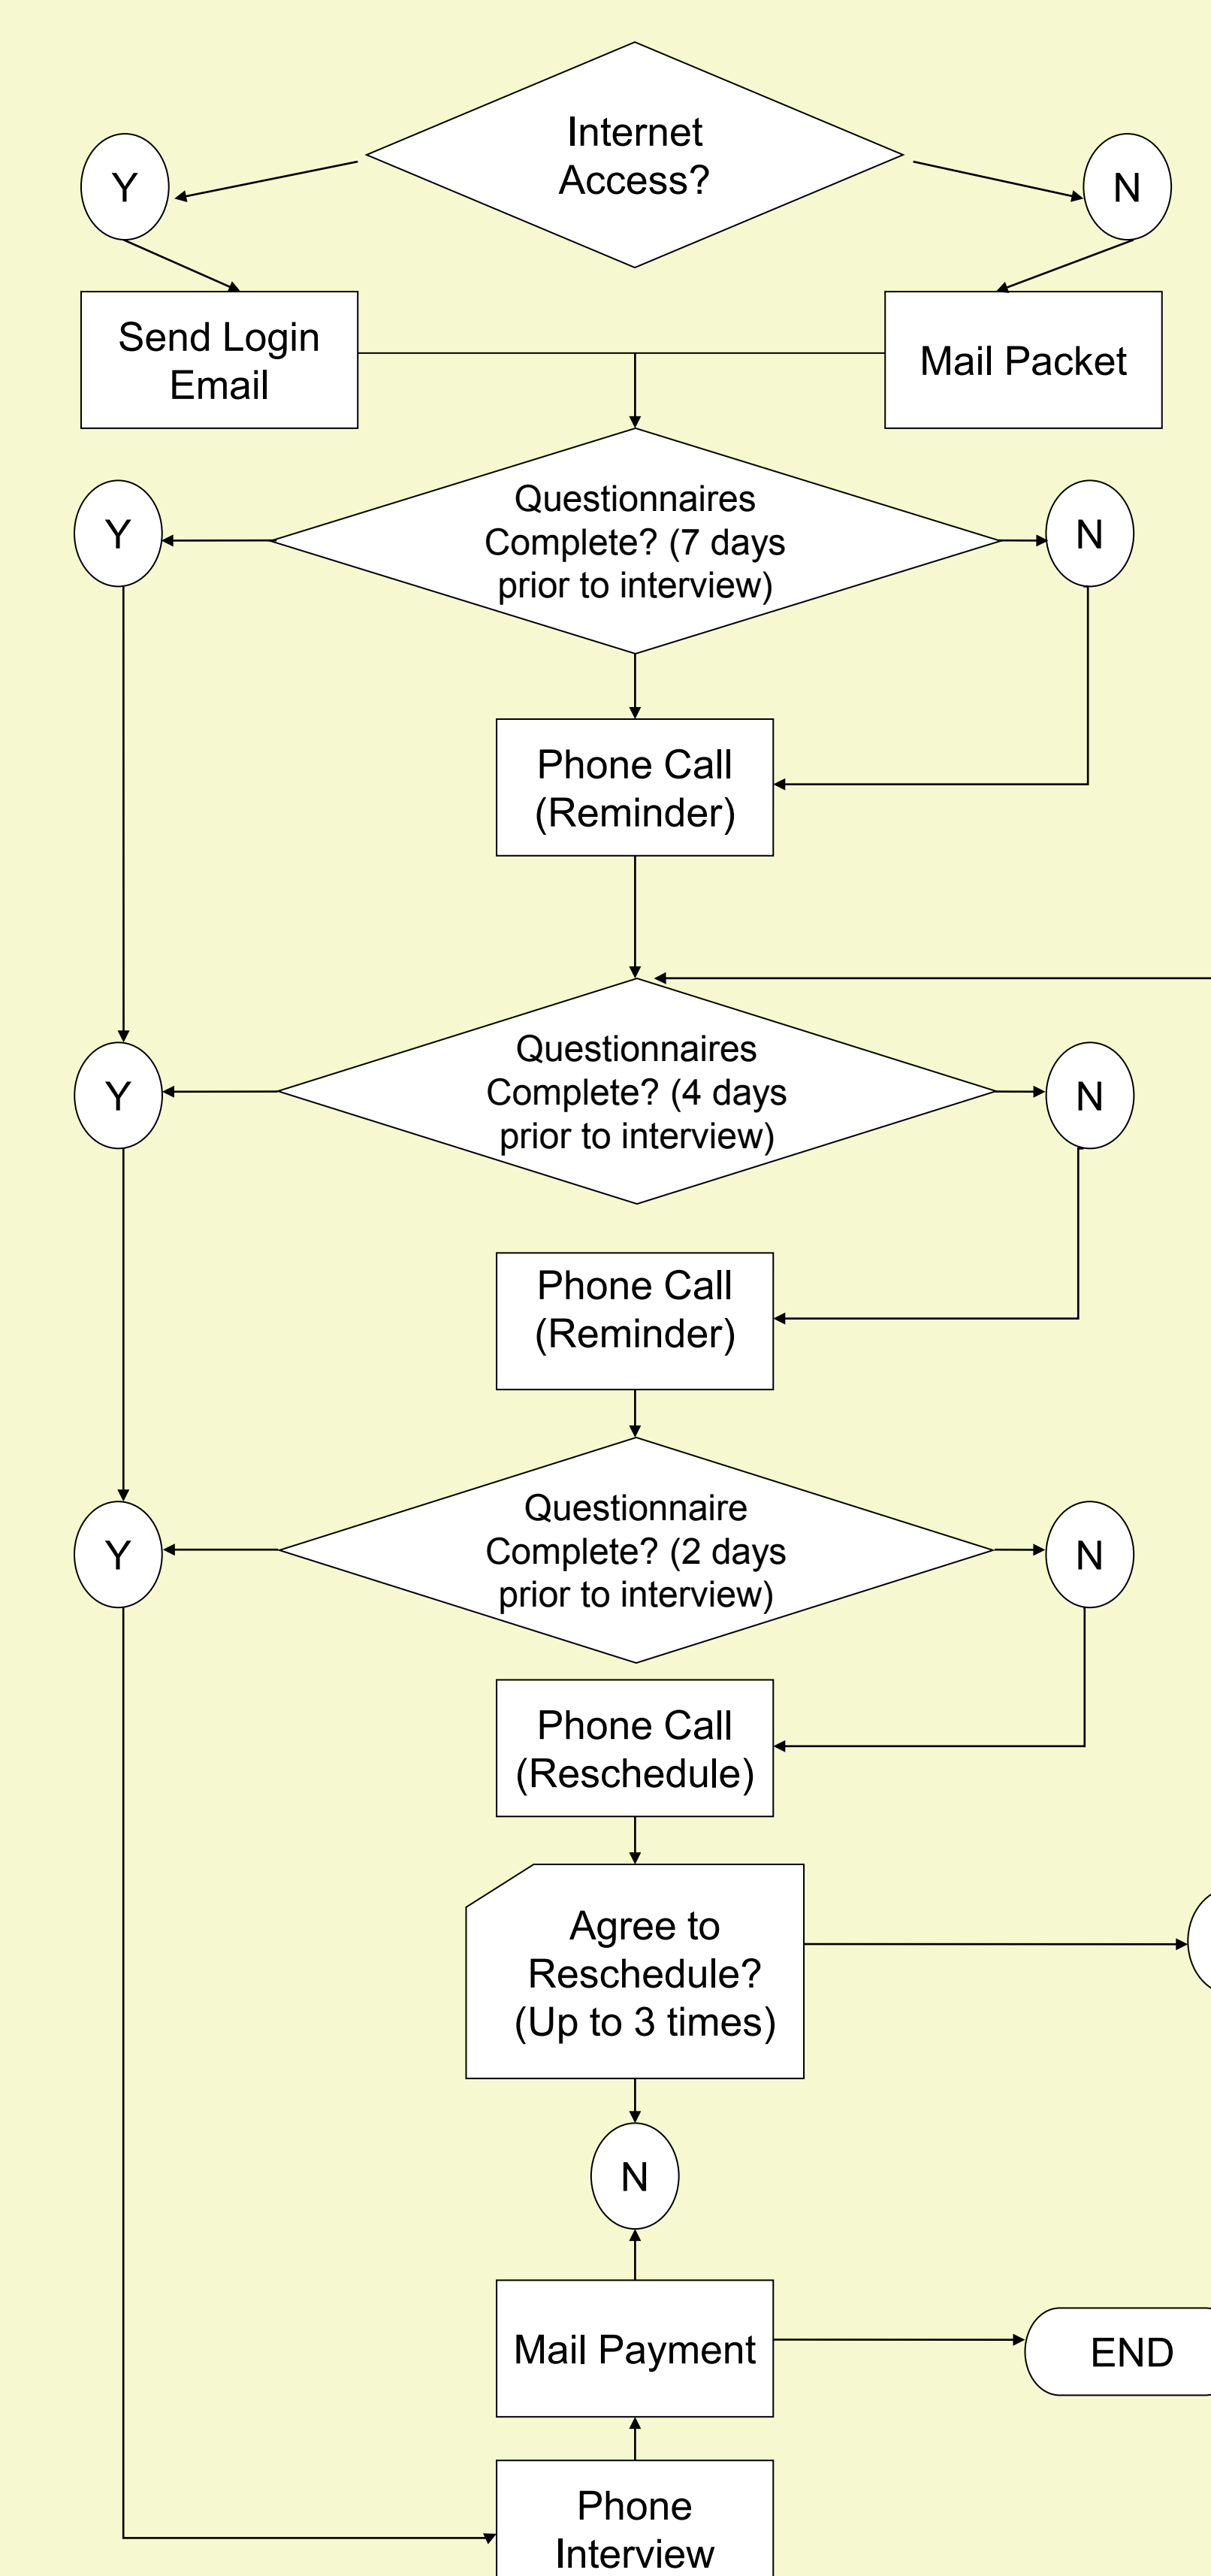 Internet
Access?
Y
N
Send Login
Email
Mail Packet
Questionnaires
Complete? (7 days
prior to interview)
Y
N
Phone Call
(Reminder)
Questionnaires
Complete? (4 days
prior to interview)
Y
N
Phone Call
(Reminder)
Questionnaire
Complete? (2 days
prior to interview)
Y
N
Phone Call
(Reschedule)
Agree to
Reschedule?
(Up to 3 times)
N
Mail Payment
END
Phone
Interview